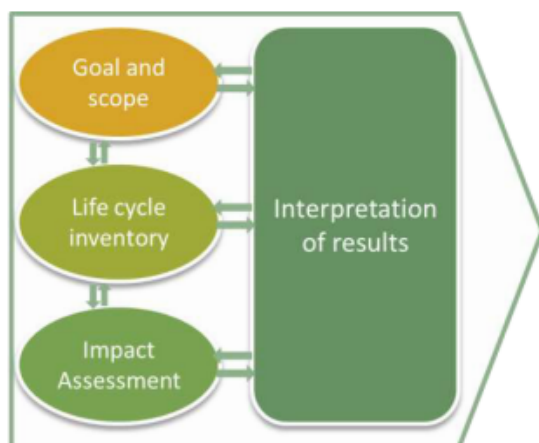 Goal and
scope
Life cycle
inventory
Interpretation
of results
Impact
Assessment